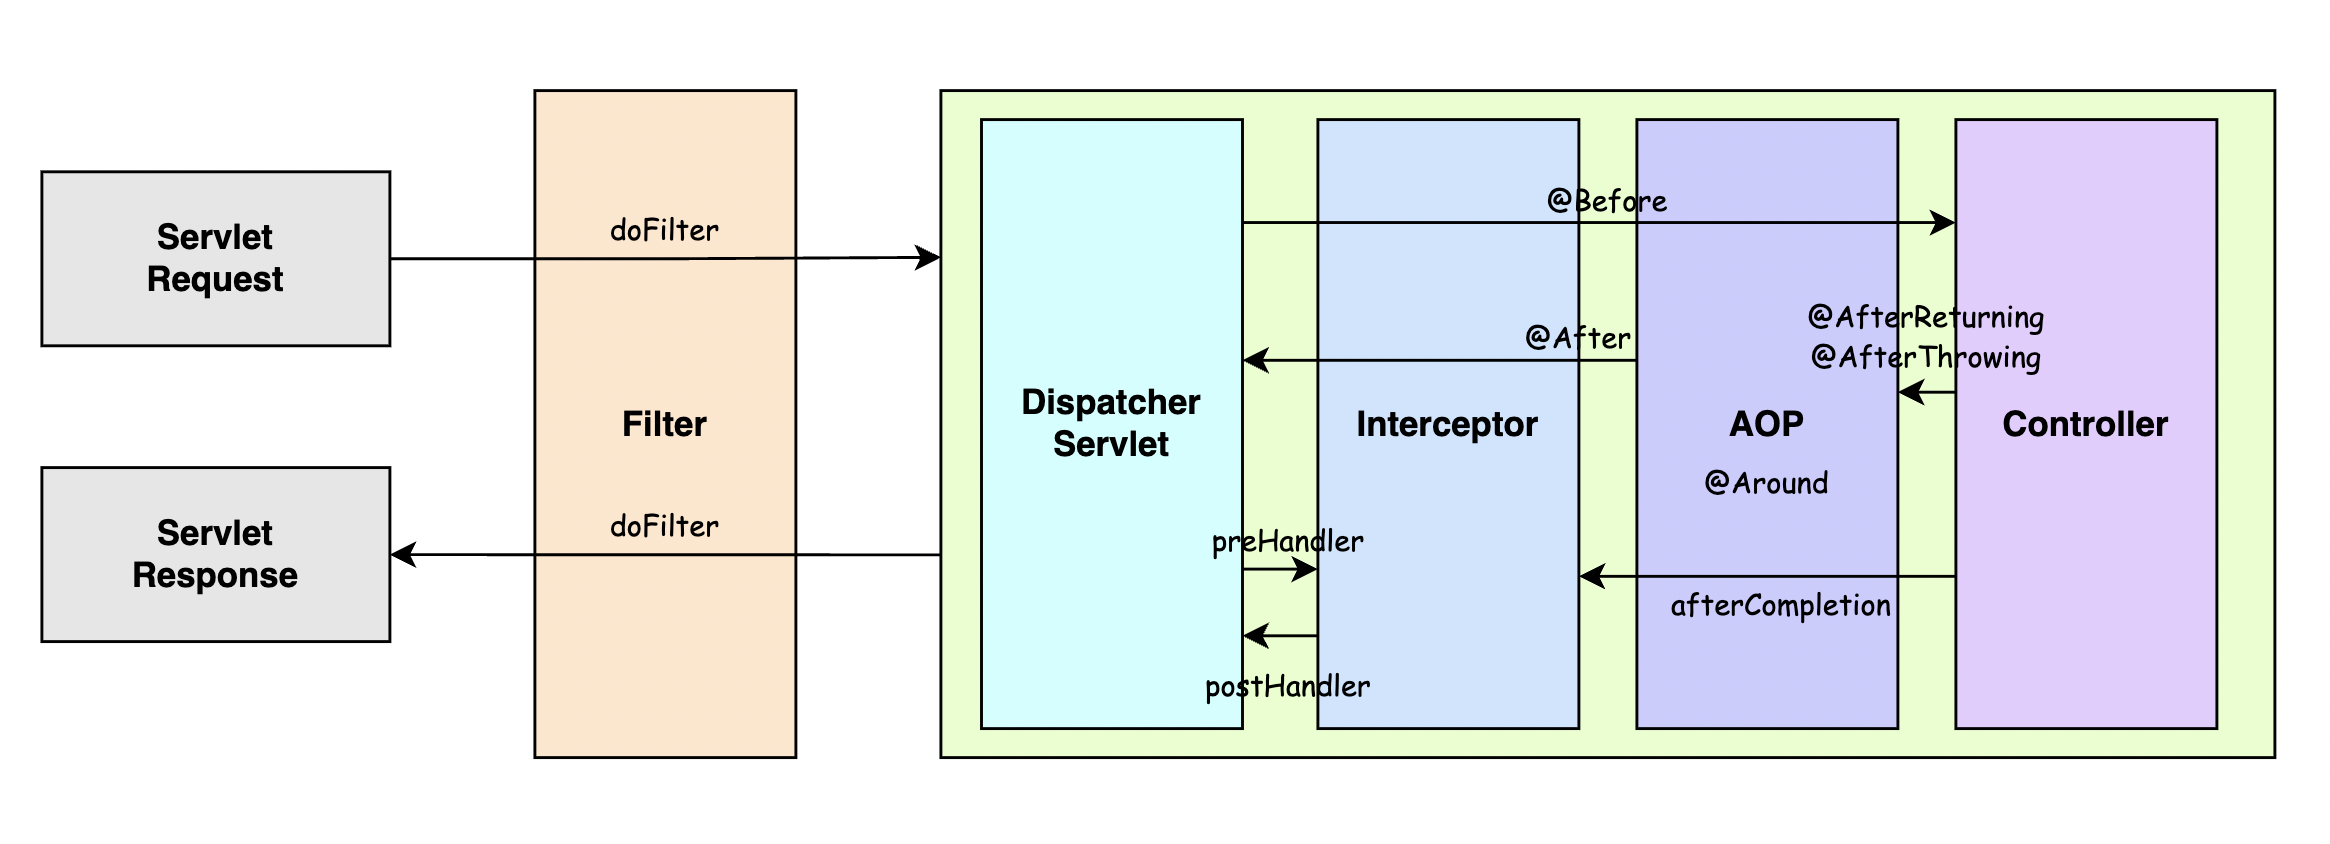 Servlet
Request
doFilter
Filter
doFilter
Servlet
Response
Dispatcher
Servlet
Interceptor
AOP
Controller
@Before
@After
@AfterReturning
@AfterThrowing
@Around
preHandler
postHandler
afterCompletion